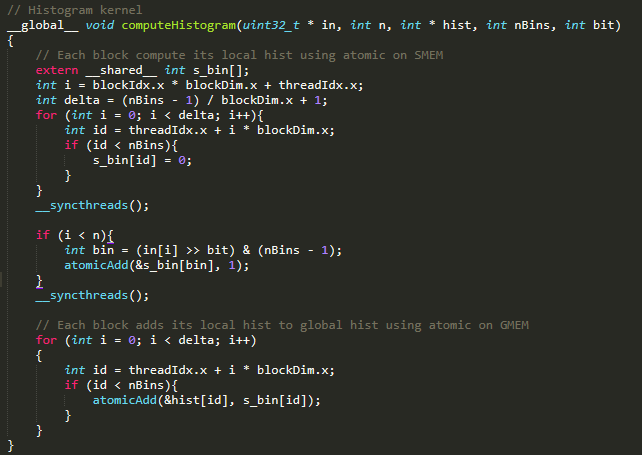 // Histogram kernel
__global__ void computeHistogram(uint32_t * in, int n, int * hist, int nBins, int bit)
{
    // Each block compute its local hist using atomic on SMEM
    extern __shared__ int s_bin[];
    int i = blockIdx.x * blockDim.x + threadIdx.x;
    int delta = (nBins - 1) / blockDim.x + 1;
    for (int i = 0; i < delta; i++){
        int id = threadIdx.x + i * blockDim.x;
        if (id < nBins){
            s_bin[id] = 0;
        }
    }
    __syncthreads();

    if (i < n){
        int bin = (in[i] >> bit) & (nBins - 1);
        atomicAdd(&s_bin[bin], 1);
    }
    __syncthreads();

    // Each block adds its local hist to global hist using atomic on GMEM
    for (int i = 0; i < delta; i++)
    {
        int id = threadIdx.x + i * blockDim.x;
        if (id < nBins){
            atomicAdd(&hist[id], s_bin[id]);
        }
    }
}